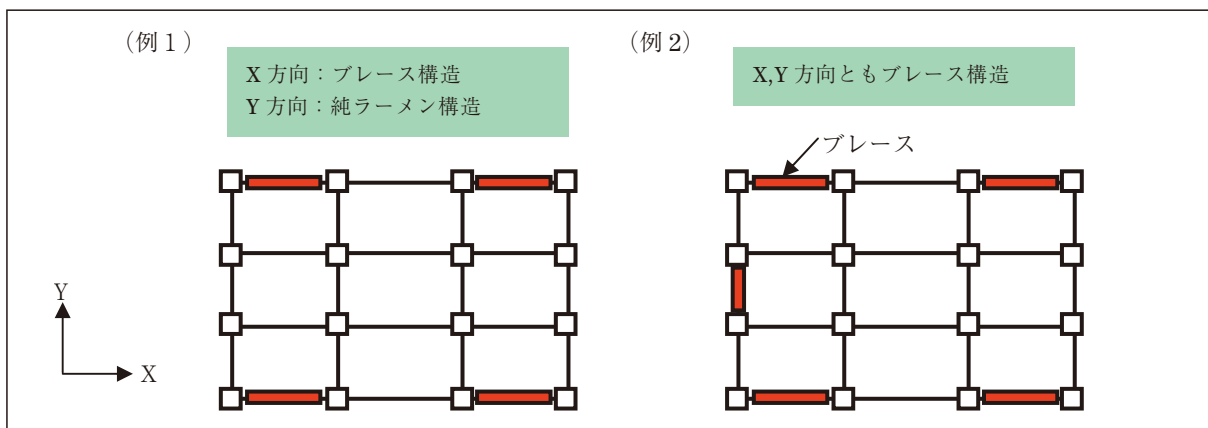 （例１）
X 方向：ブレース構造
Y 方向：純ラーメン構造
（例 2）
X,Y 方向ともブレース構造
ブレース
Y
X